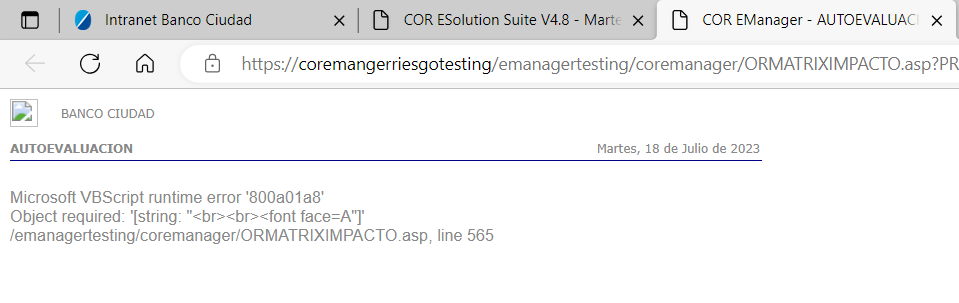 Intranet Banco Ciudad
COR ESolution Suite V4.8 - Marte
COR EManager - AUTOEVALUACI
https://coremangerriesgotesting/emanagertesting/coremanager/ORMATRIXIMPACTO.asp?PR
BANCO CIUDAD
AUTOEVALUACION
Martes, 18 de Julio de 2023
Microsoft VBScript runtime error '800a01a8'
Object required: '[string: "<br><br><font face=A"]'
/emanagertesting/coremanager/ORMATRIXIMPACTO.asp, line 565